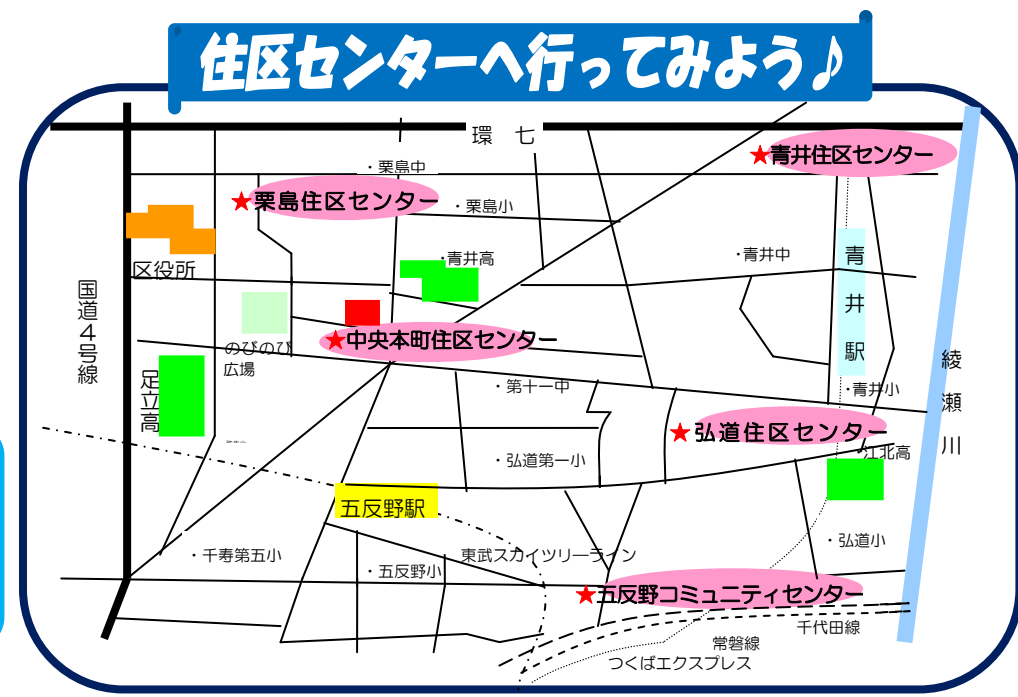 住区センターへ行ってみよう♪
環 七
★青井住区センター
・栗島中
★栗島住区センター
・栗島小
区役所
・青井高
・青井中
青井駅
国道4号線
のびのび
広場
★中央本町住区センター
足立高
・第十一中
・青井小
綾瀬川
★弘道住区センター
江北高
・弘道第一小
五反野駅
・弘道小
・千寿第五小
東武スカイツリーライン
・五反野小
★五反野コミュニティセンター
千代田線
常磐線
つくばエクスプレス